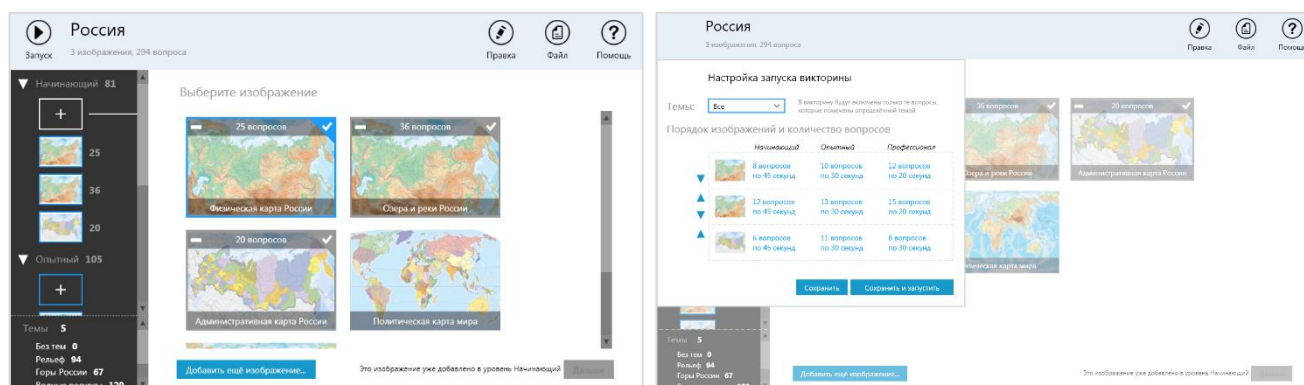 Россия
3 изображения, 294 вопроса
Запуск
Правка
Файл
Помощь
Начинающий 81
+
25
36
20
Опытный 105
+
Темы 5
Без тем 0
Рельеф 94
Горы России 67
Выберите изображение
25 вопросов
Физическая карта России
36 вопросов
Озера и реки России
20 вопросов
Административная карта России
Политическая карта мира
Добавить ещё изображение...
Это изображение уже добавлено в уровень Начинающий
Дальше
Россия
3 изображения, 294 вопроса
Правка
Файл
Настройка запуска викторины
Темы:
Все
В викторину будут включены только те вопросы,
которые помечены определённой темой
Порядок изображений и количество вопросов
Начинающий
Опытный
Профессионал
8 вопросов
по 45 секунд
10 вопросов
по 30 секунд
12 вопросов
по 20 секунд
12 вопросов
по 45 секунд
13 вопросов
по 30 секунд
15 вопросов
по 20 секунд
6 вопросов
по 45 секунд
11 вопросов
по 30 секунд
8 вопросов
по 30 секунд
Сохранить
Сохранить и запустить
36 вопросов
Озера и реки России
20 вопросов
Административная карта России
карта мира
Темы 5
Без тем 0
Рельеф 94
Горы России 67
Добавить ещё изображение...
Это изображение уже добавлено в уровень Начинающий
Дальше